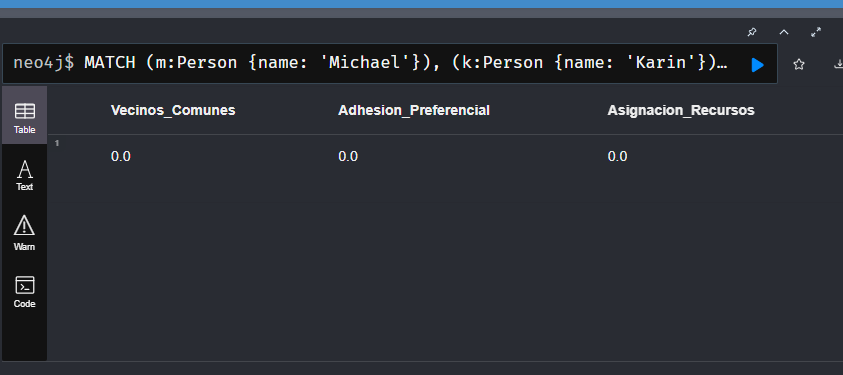 neo4j$ MATCH (m:Person {name: 'Michael'}), (k:Person {name: 'Karin'})…
Table
Text
Warn
Code
Vecinos_Comunes Adhesion_Preferencial Asignacion_Recursos
1
0.0 0.0 0.0